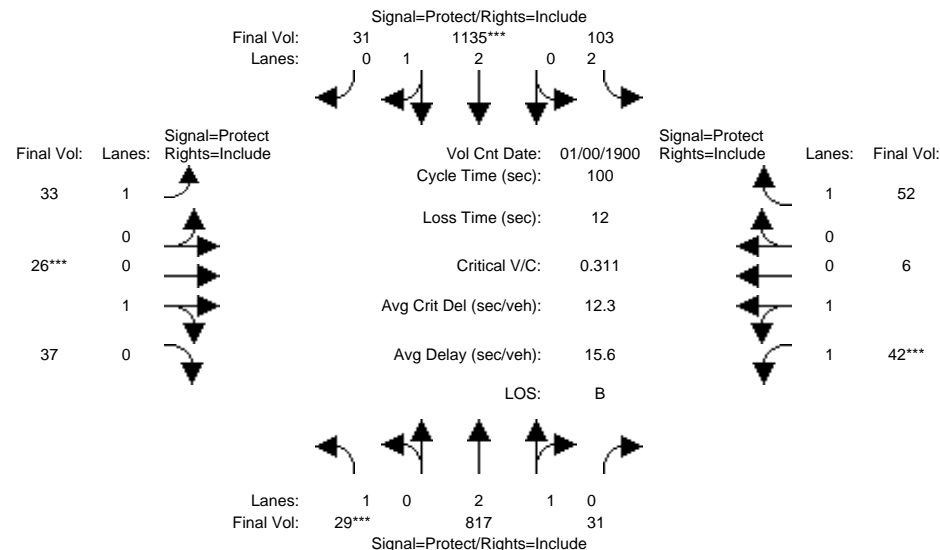 Signal=Protect/Rights=Include
Final Vol: 31 1135*** 103
Lanes: 0 1 2 0 2
Signal=Protect
Final Vol: Lanes: Rights=Include
Vol Cnt Date: 01/00/1900
Signal=Protect
Rights=Include Lanes: Final Vol:
Cycle Time (sec): 100
33 1
1 52
Loss Time (sec): 12
0
0
26*** 0
Critical V/C: 0.311
0 6
1
Avg Crit Del (sec/veh): 12.3
1
37 0
Avg Delay (sec/veh): 15.6
1 42***
LOS: B
Lanes: 1 0 2 1 0
Final Vol: 29*** 817 31
Signal=Protect/Rights=Include